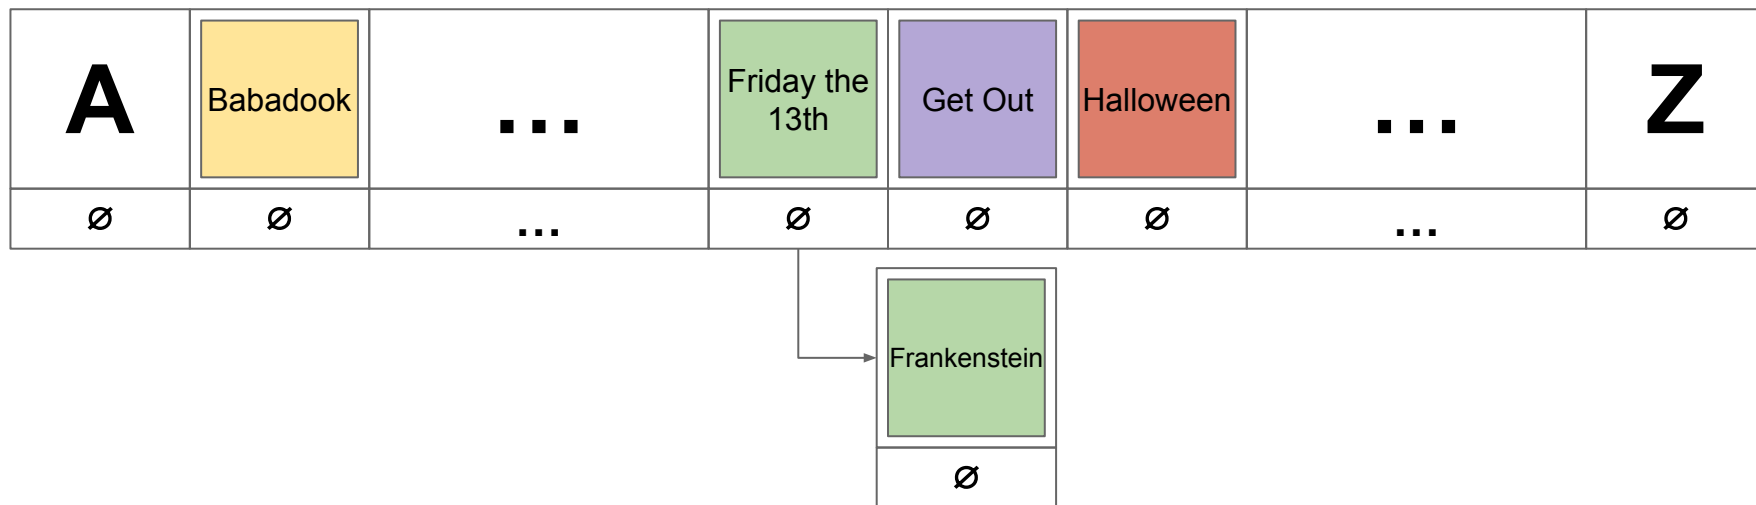 A
Babadook
...
Friday the
13th
Get Out
Halloween
...
Z
∅
∅
...
∅
∅
∅
...
∅
Frankenstein
∅